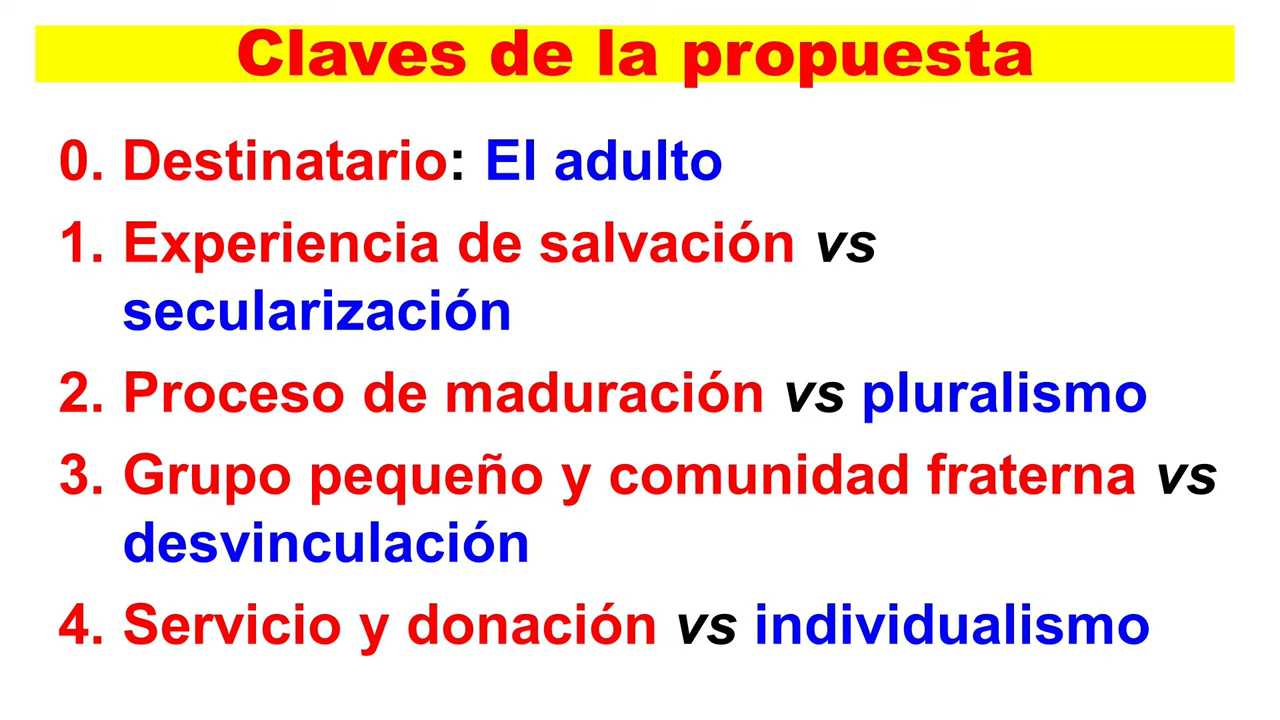 Claves de la propuesta
0. Destinatario: El adulto
1. Experiencia de salvación vs
secularización
2. Proceso de maduración vs pluralismo
3. Grupo pequeño y comunidad fraterna vs
desvinculación
4. Servicio y donación vs individualismo